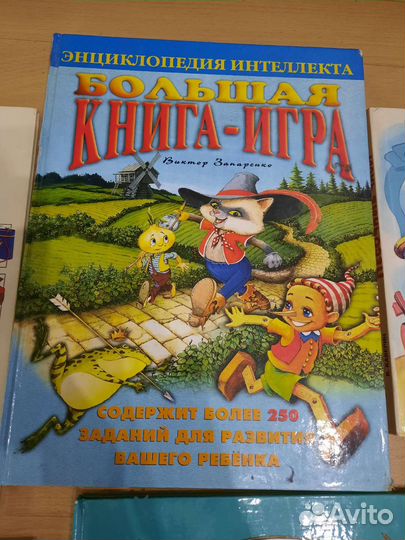 ЭНЦИКЛОПЕДИЯ ИНТЕЛЛЕКТА
БОЛЬШАЯ
КНИГА-ИГРА
Виктор Запаренко
СОДЕРЖИТ БОЛЕЕ 250
ЗАДАНИЙ ДЛЯ РАЗВИТИЯ
ВАШЕГО РЕБЁНКА
Avito